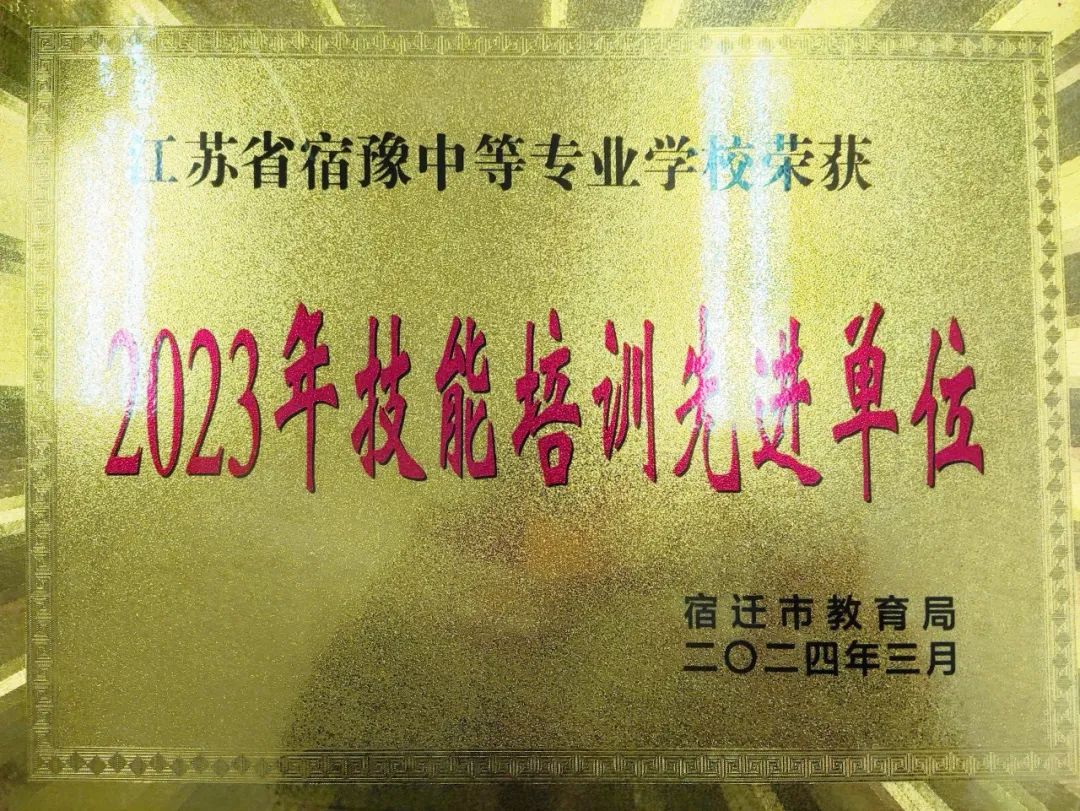 江苏省宿豫中等专业学校荣获
2023年技能培训先进单位
宿迁市教育局
二〇二四年三月